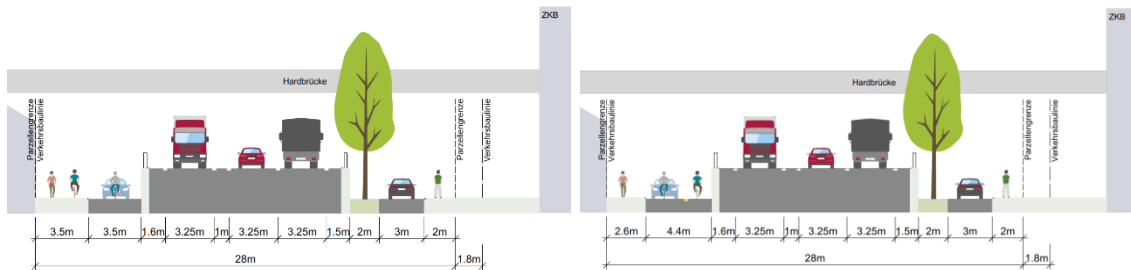 ZKB
Hardbrücke
Parzellengrenze
Verkehrsbaulinie
Parzellengrenze
Verkehrsbaulinie
3.5m 3.5m 1.6m 3.25m 1m 3.25m 3.25m 1.5m 2m 3m 2m
28m 1.8m
ZKB
Hardbrücke
Parzellengrenze
Verkehrsbaulinie
Parzellengrenze
Verkehrsbaulinie
2.6m 4.4m 1.6m 3.25m 1m 3.25m 3.25m 1.5m 2m 3m 2m
28m 1.8m